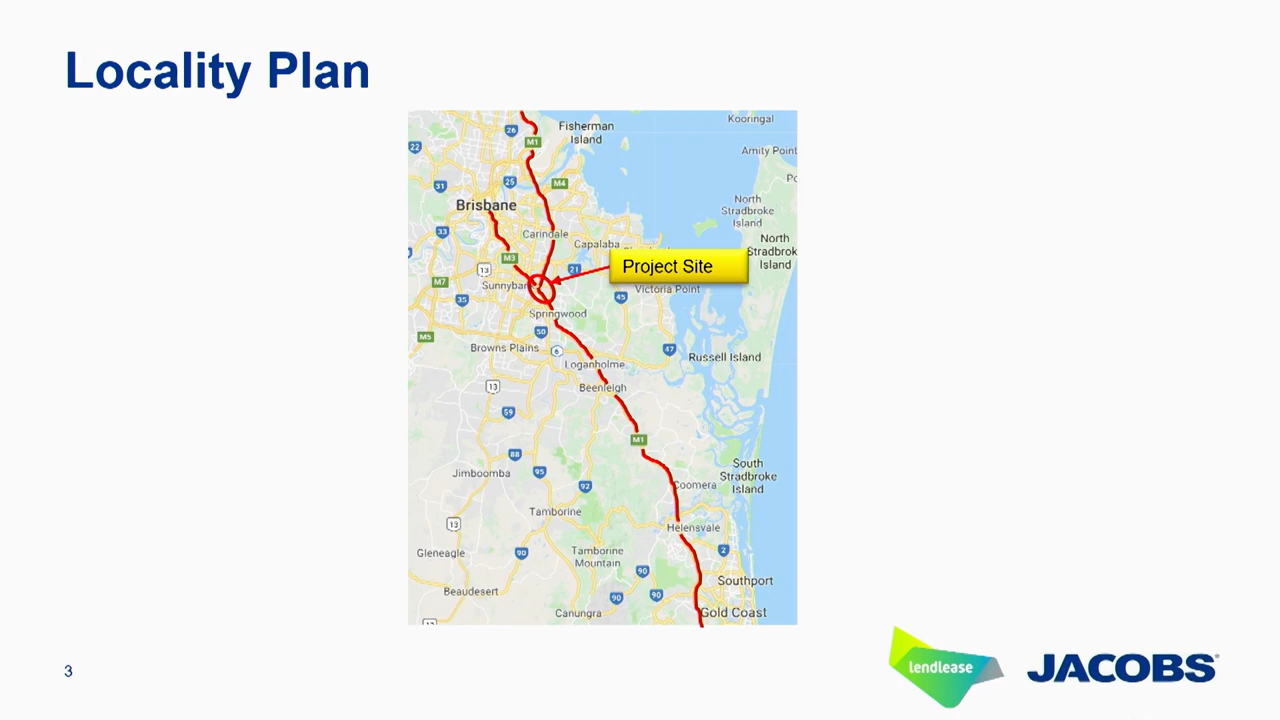 Locality Plan
Kooringal
26
Fisherman
Island
M1
22
Amity Point
25
M4
31
North
Stradbroke
Island
Brisbane
33
Carindale
Capalaba
North
Stradbrok
Island
M3
Project Site
13
21
M7
Sunnyban
Victoria Point
35
45
Springwood
M5
50
Browns Plains
6
47
Russell Island
Loganholme
13
Beenleigh
59
M1
88
South
Stradbroke
Island
Jimboomba
95
92
Coomera
Tamborine
13
Helensvale
Gleneagle
90
Tamborine
Mountain
2
90
Southport
Beaudesert
90
90
Canungra
Gold Coast
3
lendlease
JACOBS